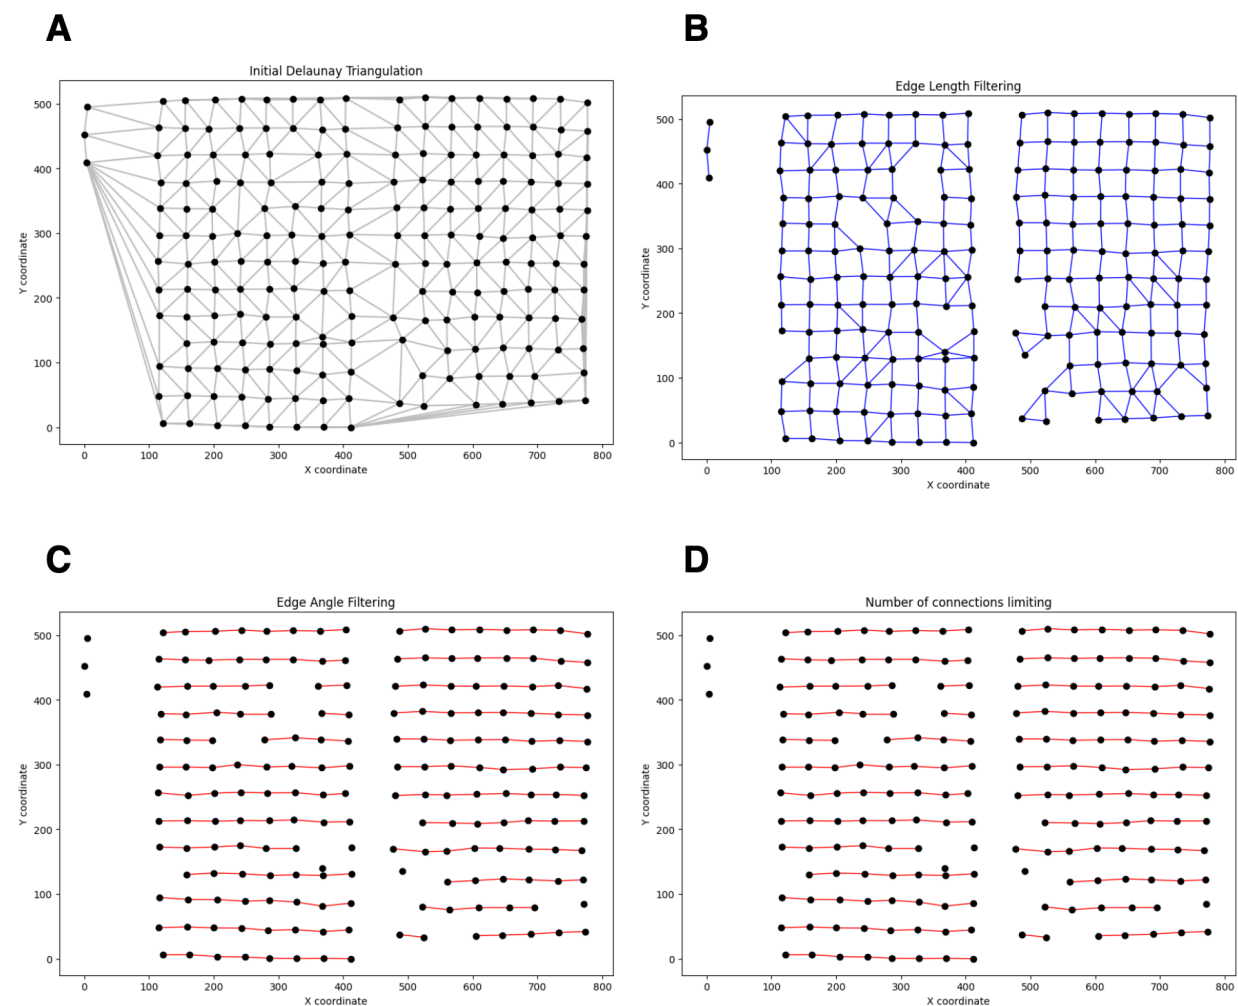 A
B
Initial Delaunay Triangulation
Edge Length Filtering
500
400
300
200
100
0
Y coordinate
0 100 200 300 400 500 600 700 800
X coordinate
500
400
300
200
100
0
Y coordinate
0 100 200 300 400 500 600 700 800
X coordinate
C
D
Edge Angle Filtering
Number of connections limiting
500
400
300
200
100
0
Y coordinate
0 100 200 300 400 500 600 700 800
X coordinate
500
400
300
200
100
0
Y coordinate
0 100 200 300 400 500 600 700 800
X coordinate